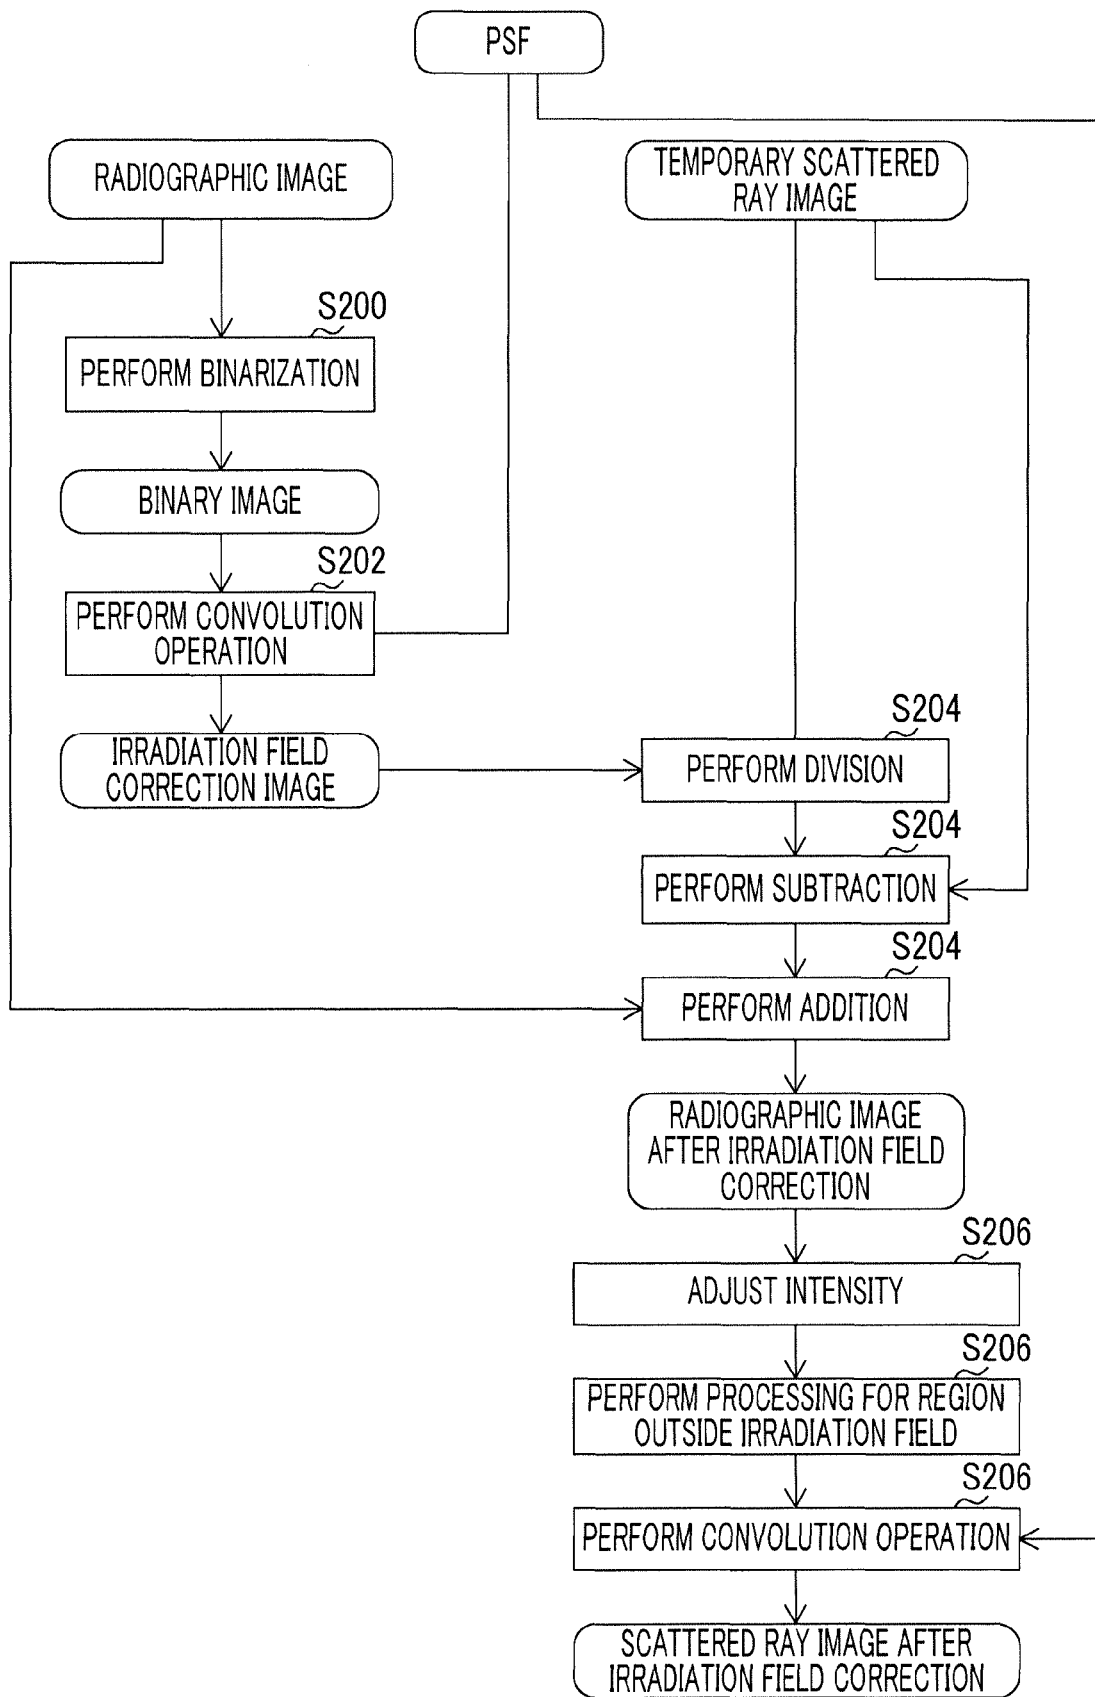 PSF
RADIOGRAPHIC IMAGE
TEMPORARY SCATTERED
RAY IMAGE
S200
PERFORM BINARIZATION
BINARY IMAGE
S202
PERFORM CONVOLUTION
OPERATION
IRRADIATION FIELD
CORRECTION IMAGE
S204
PERFORM DIVISION
S204
PERFORM SUBTRACTION
S204
PERFORM ADDITION
RADIOGRAPHIC IMAGE
AFTER IRRADIATION FIELD
CORRECTION
S206
ADJUST INTENSITY
S206
PERFORM PROCESSING FOR REGION
OUTSIDE IRRADIATION FIELD
S206
PERFORM CONVOLUTION OPERATION
SCATTERED RAY IMAGE AFTER
IRRADIATION FIELD CORRECTION